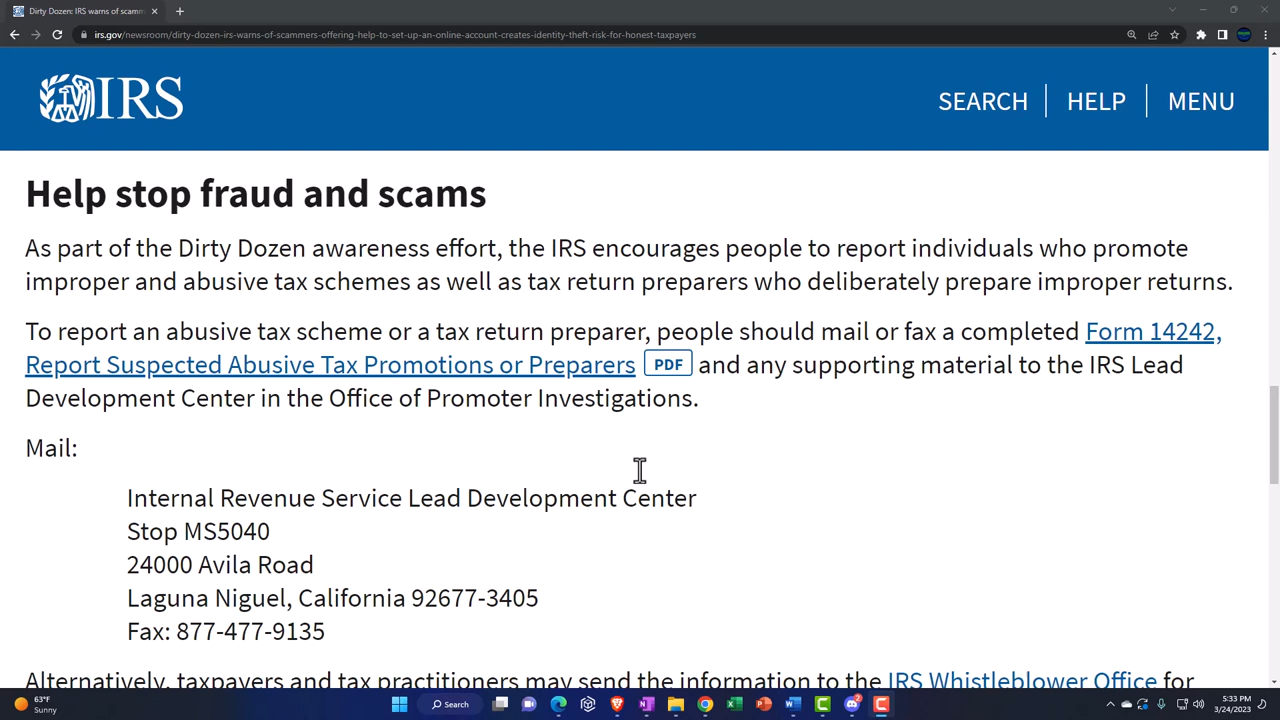 Dirty Dozen: IRS warns of scamm
irs.gov/newsroom/dirty-dozen-irs-warns-of-scammers-offering-help-to-set-up-an-online-account-creates-identity-theft-risk-for-honest-taxpayers
IRS
SEARCH
HELP
MENU
Help stop fraud and scams
As part of the Dirty Dozen awareness effort, the IRS encourages people to report individuals who promote
improper and abusive tax schemes as well as tax return preparers who deliberately prepare improper returns.
To report an abusive tax scheme or a tax return preparer, people should mail or fax a completed Form 14242,
Report Suspected Abusive Tax Promotions or Preparers PDF and any supporting material to the IRS Lead
Development Center in the Office of Promoter Investigations.
Mail:
Internal Revenue Service Lead Development Center
Stop MS5040
24000 Avila Road
Laguna Niguel, California 92677-3405
Fax: 877-477-9135
Alternatively, taxpayers and tax practitioners may send the information to the IRS Whistleblower Office for
63°F
Sunny
Search
5:33 PM
3/24/2023